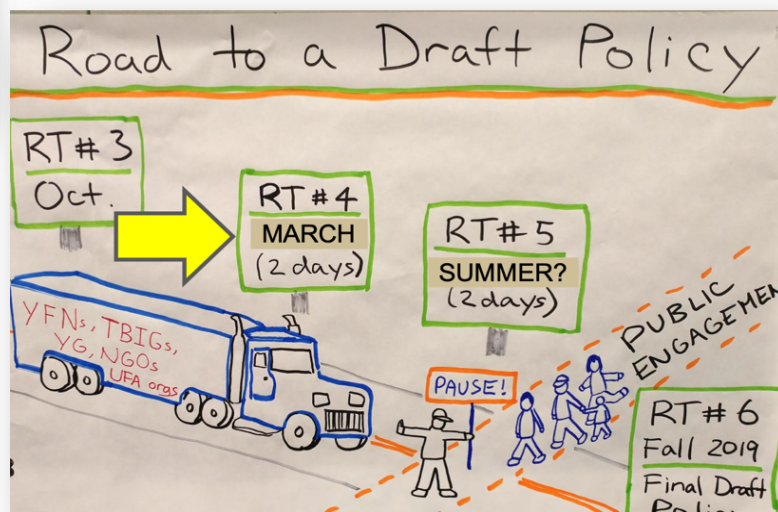 Road to a Draft Policy
RT # 3
Oct.
RT # 4
MARCH
(2 days)
RT # 5
SUMMER?
(2 days)
YFNs, TBIGs,
YG, NGOs
UFA orgs
PAUSE!
PUBLIC
ENGAGEMEN
RT # 6
Fall 2019
Final Draft
Policy